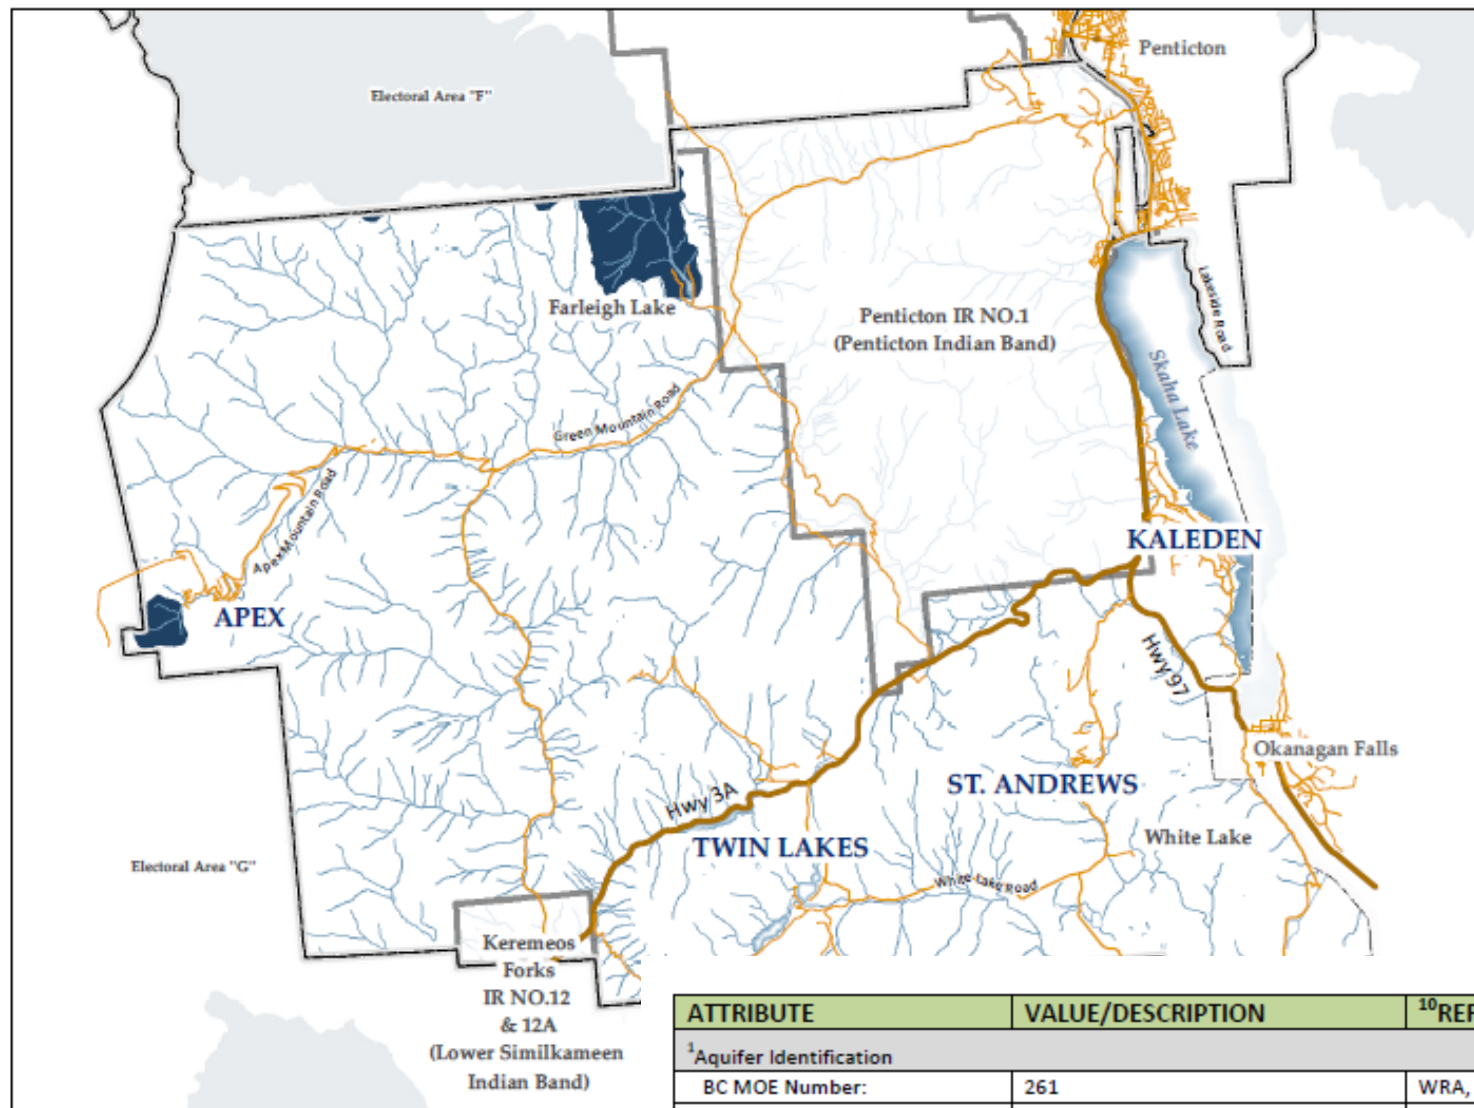 Penticton
Electoral Area "F"
Lakeside Road
Farleigh Lake
Penticton IR NO.1
(Penticton Indian Band)
Skaha Lake
Green Mountain Road
Apex Mountain Road
KALEDEN
APEX
Hwy 97
Okanagan Falls
ST. ANDREWS
Hwy 3A
TWIN LAKES
White Lake
Electoral Area "G"
White Lake Road
Keremeos
Forks
IR NO.12
& 12A
(Lower Similkameen
Indian Band)
ATTRIBUTE VALUE/DESCRIPTION ¹⁰REF
¹Aquifer Identification
BC MOE Number: 261 WRA,